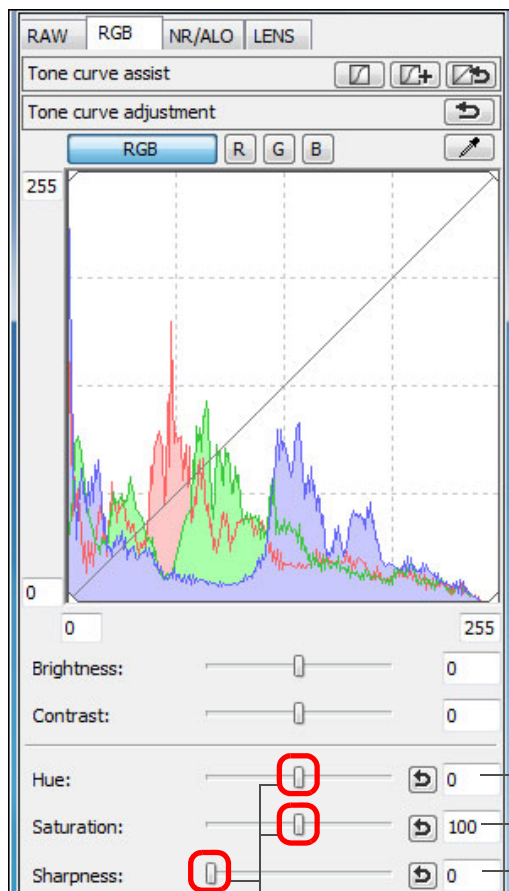 RAW RGB NR/ALO LENS
Tone curve assist
Tone curve adjustment
RGB R G B
255
0
0 255
Brightness: 0
Contrast: 0
Hue: 0
Saturation: 100
Sharpness: 0